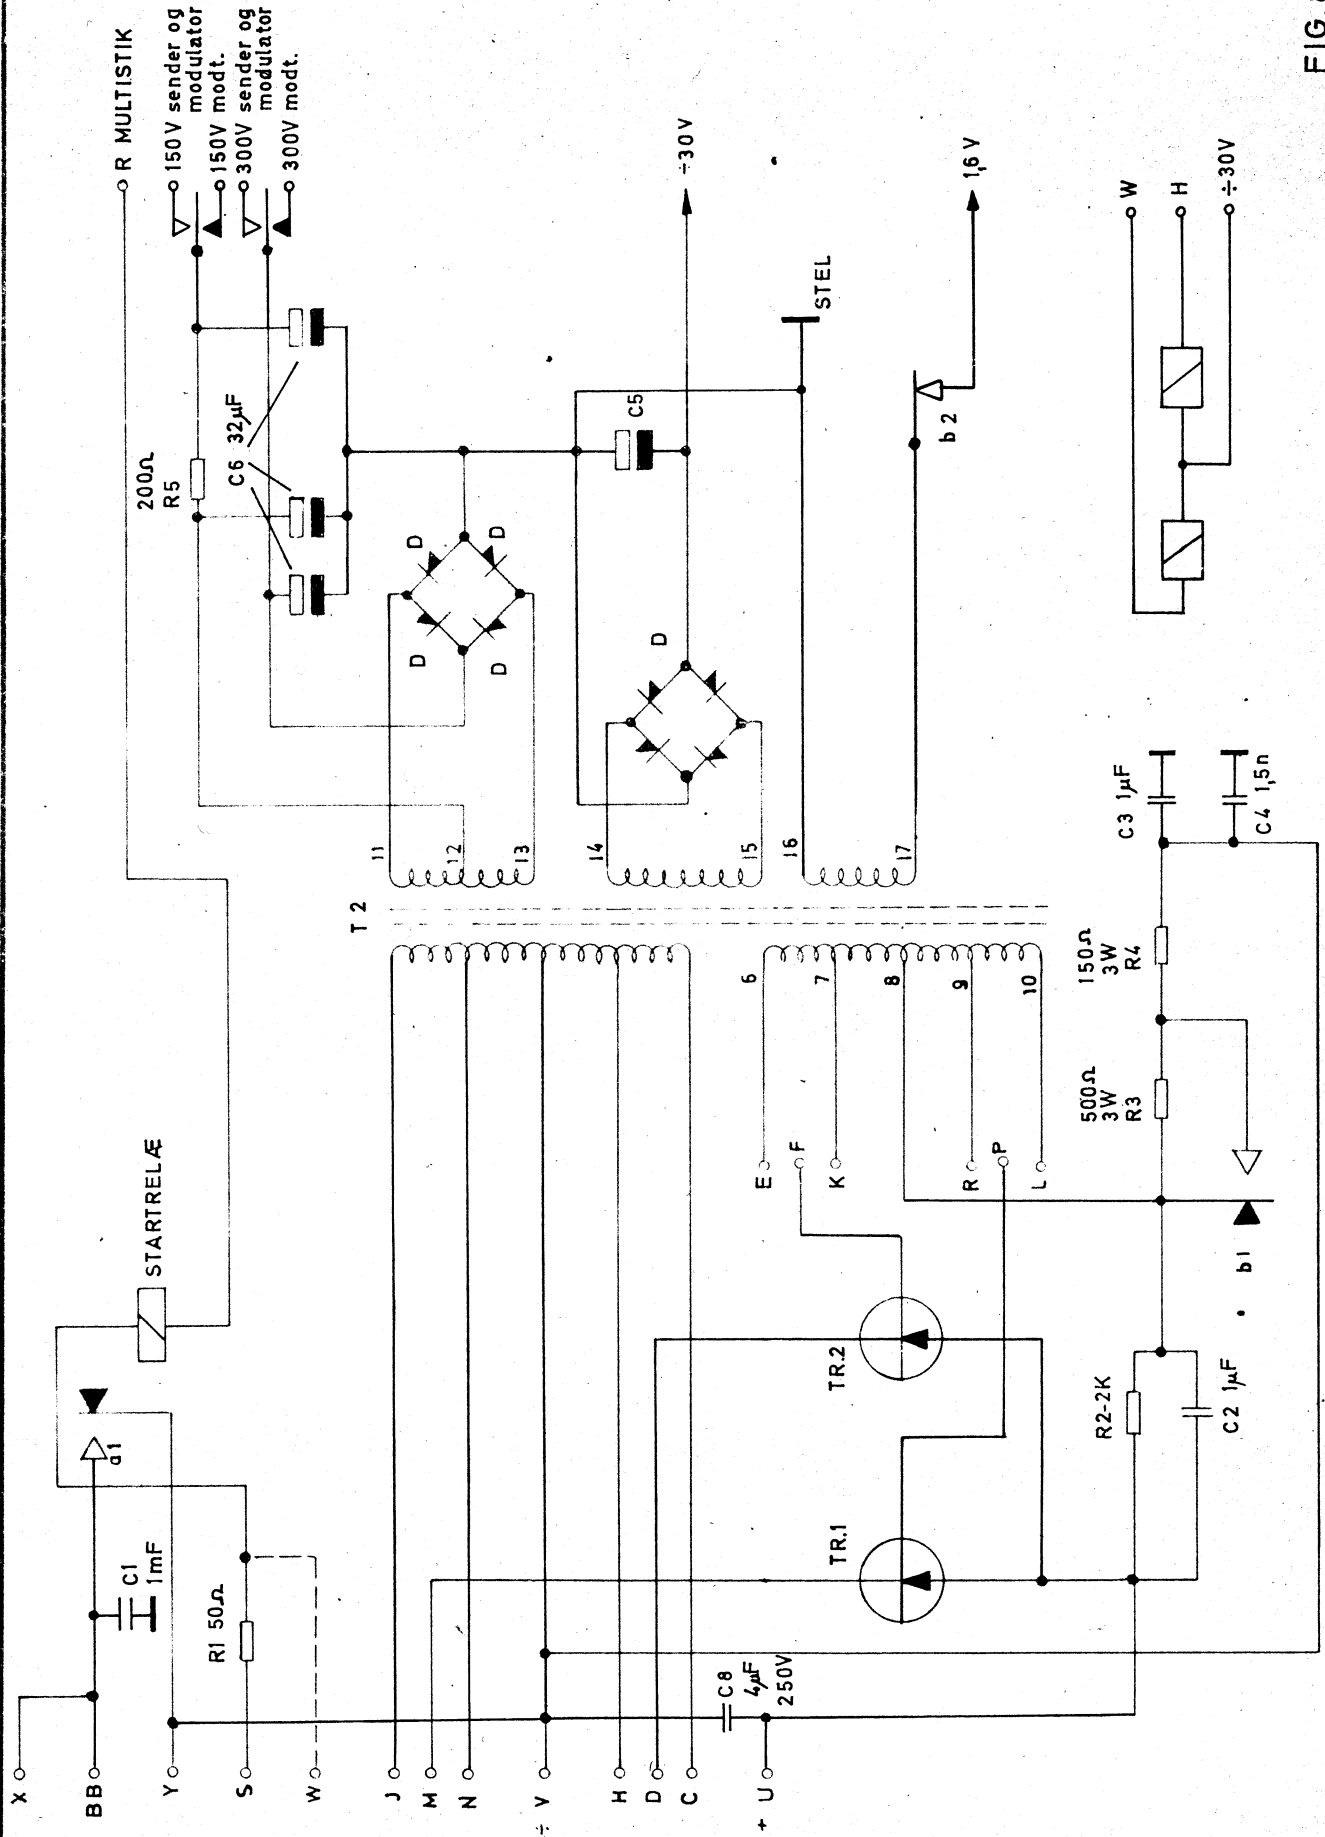 R MULTISTIK
150V sender og
modulator
150V modt.
300V sender og
modulator
300V modt.
200Ω
R5
C6 32µF
D
D
D
D
11
12
13
÷30V
C5
D
14
15
STEL
16
17
b2
1,6V
T2
STARTRELÆ
a1
C1
1mF
R1 50Ω
X
BB
Y
S
W
J
M
N
÷ V
H
D
C
+ U
C8
4µF
250V
6
7
8
9
10
E
F
K
R
P
L
TR.2
TR.1
W
H
÷30V
C3 1µF
C4 1,5n
150Ω
3W
R4
500Ω
3W
R3
b1
R2-2K
C2 1µF
FIG